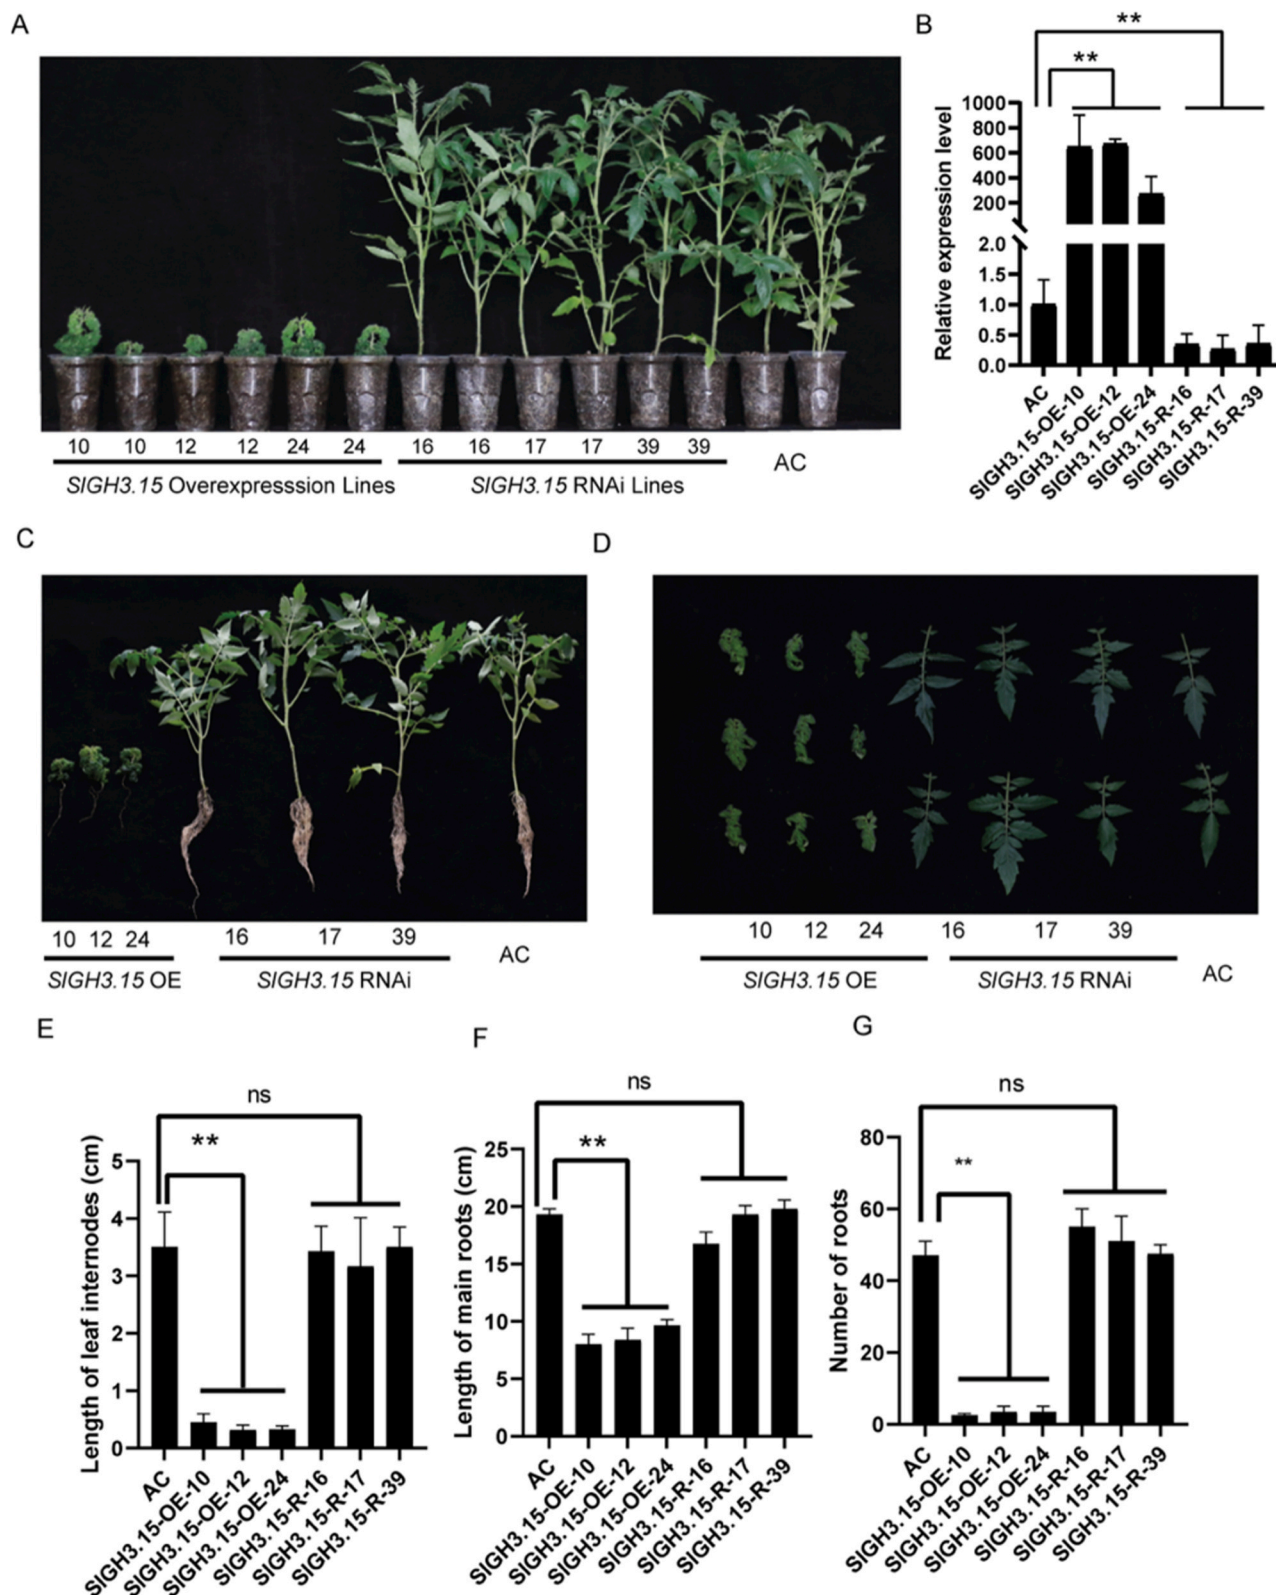 A
10 10 12 12 24 24 16 16 17 17 39 39
AC
SlGH3.15 Overexpresssion Lines
SlGH3.15 RNAi Lines
B
**
**
Relative expression level
1000
800
600
400
200
2.0
1.5
1.0
0.5
0.0
AC
SlGH3.15-OE-10
SlGH3.15-OE-12
SlGH3.15-OE-24
SlGH3.15-R-16
SlGH3.15-R-17
SlGH3.15-R-39
C
10 12 24 16 17 39
AC
SlGH3.15 OE
SlGH3.15 RNAi
D
10 12 24 16 17 39
AC
SlGH3.15 OE
SlGH3.15 RNAi
E
ns
**
Length of leaf internodes (cm)
5
4
3
2
1
0
AC
SlGH3.15-OE-10
SlGH3.15-OE-12
SlGH3.15-OE-24
SlGH3.15-R-16
SlGH3.15-R-17
SlGH3.15-R-39
F
ns
**
Length of main roots (cm)
25
20
15
10
5
0
AC
SlGH3.15-OE-10
SlGH3.15-OE-12
SlGH3.15-OE-24
SlGH3.15-R-16
SlGH3.15-R-17
SlGH3.15-R-39
G
ns
**
Number of roots
80
60
40
20
0
AC
SlGH3.15-OE-10
SlGH3.15-OE-12
SlGH3.15-OE-24
SlGH3.15-R-16
SlGH3.15-R-17
SlGH3.15-R-39